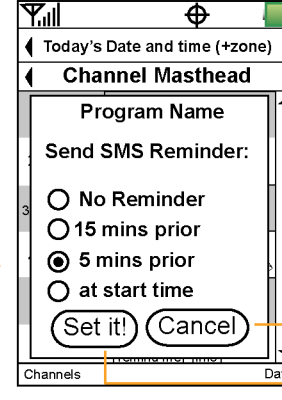 Today's Date and time (+zone)
Channel Masthead
Program Name
Send SMS Reminder:
No Reminder
15 mins prior
5 mins prior
at start time
Set it! Cancel
Channels